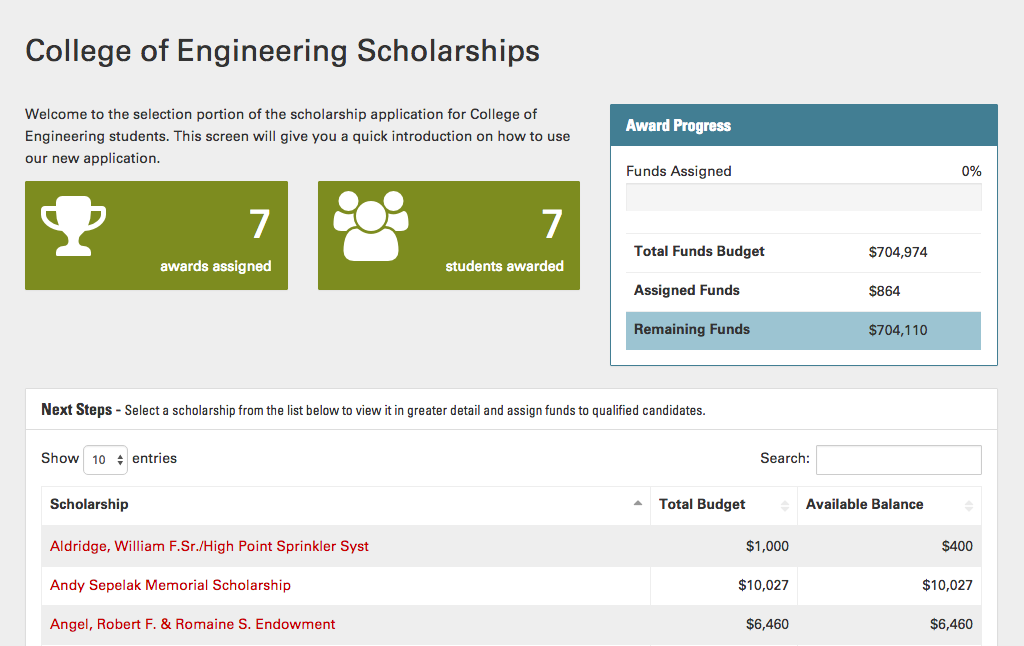 College of Engineering Scholarships
Welcome to the selection portion of the scholarship application for College of
Engineering students. This screen will give you a quick introduction on how to use
our new application.
7
awards assigned
7
students awarded
Award Progress
Funds Assigned 0%
Total Funds Budget $704,974
Assigned Funds $864
Remaining Funds $704,110
Next Steps - Select a scholarship from the list below to view it in greater detail and assign funds to qualified candidates.
Show 10 entries Search:
Scholarship Total Budget Available Balance
Aldridge, William F.Sr./High Point Sprinkler Syst $1,000 $400
Andy Sepelak Memorial Scholarship $10,027 $10,027
Angel, Robert F. & Romaine S. Endowment $6,460 $6,460